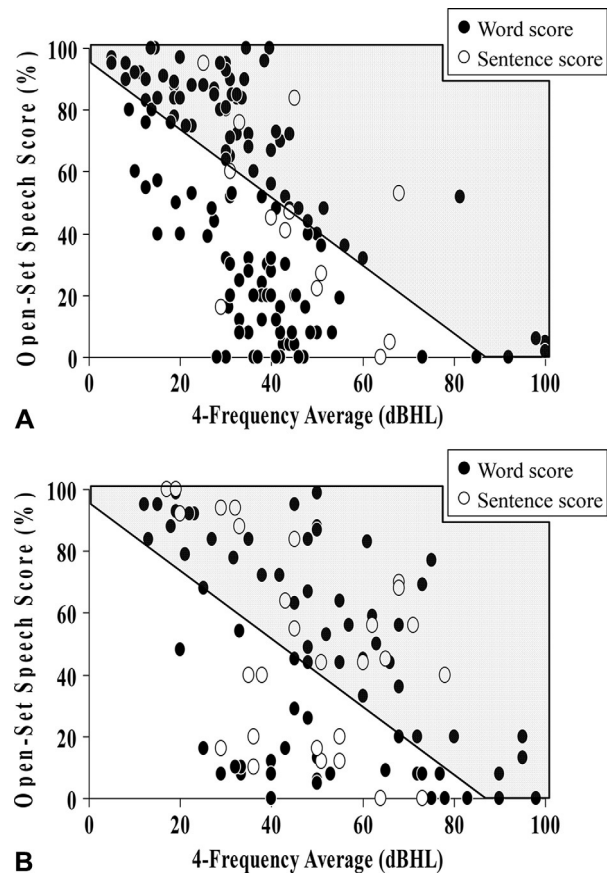 100
80
60
40
20
0
Open-Set Speech Score (%)
Word score
Sentence score
0 20 40 60 80 100
4-Frequency Average (dBHL)
A
100
80
60
40
20
0
Open-Set Speech Score (%)
Word score
Sentence score
0 20 40 60 80 100
4-Frequency Average (dBHL)
B